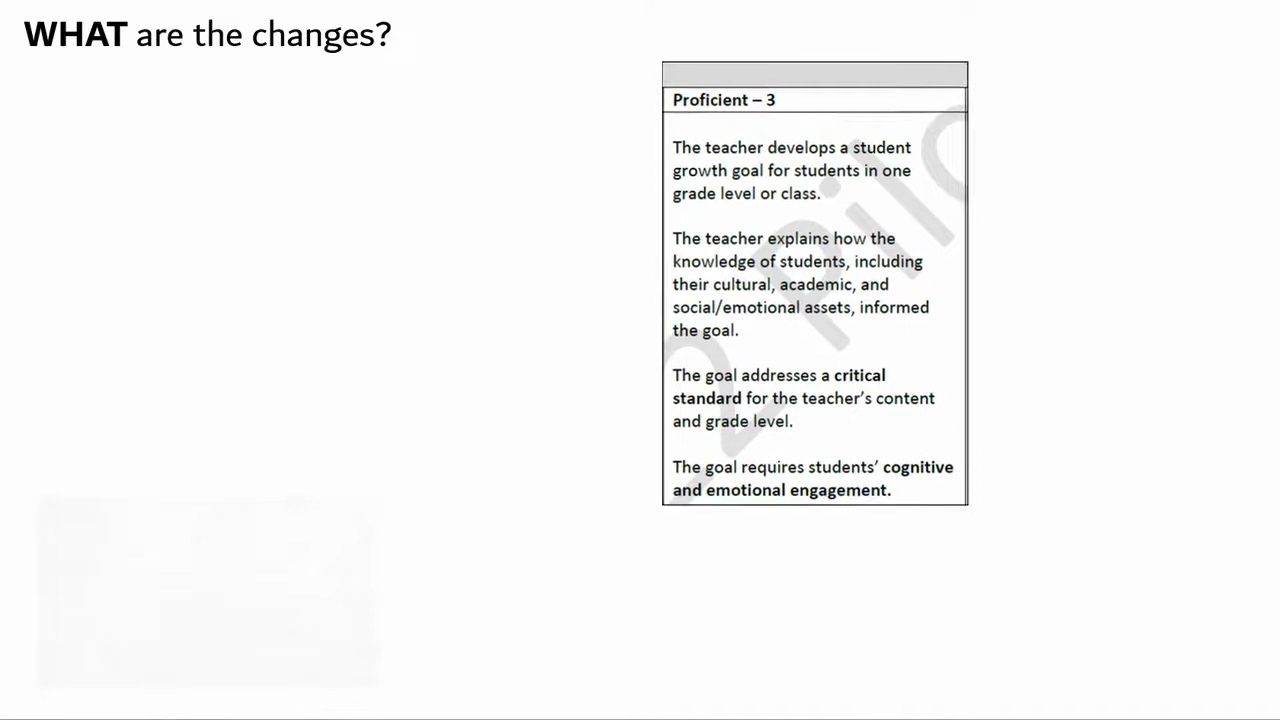 WHAT are the changes?
Proficient – 3
The teacher develops a student
growth goal for students in one
grade level or class.
The teacher explains how the
knowledge of students, including
their cultural, academic, and
social/emotional assets, informed
the goal.
The goal addresses a critical
standard for the teacher’s content
and grade level.
The goal requires students’ cognitive
and emotional engagement.